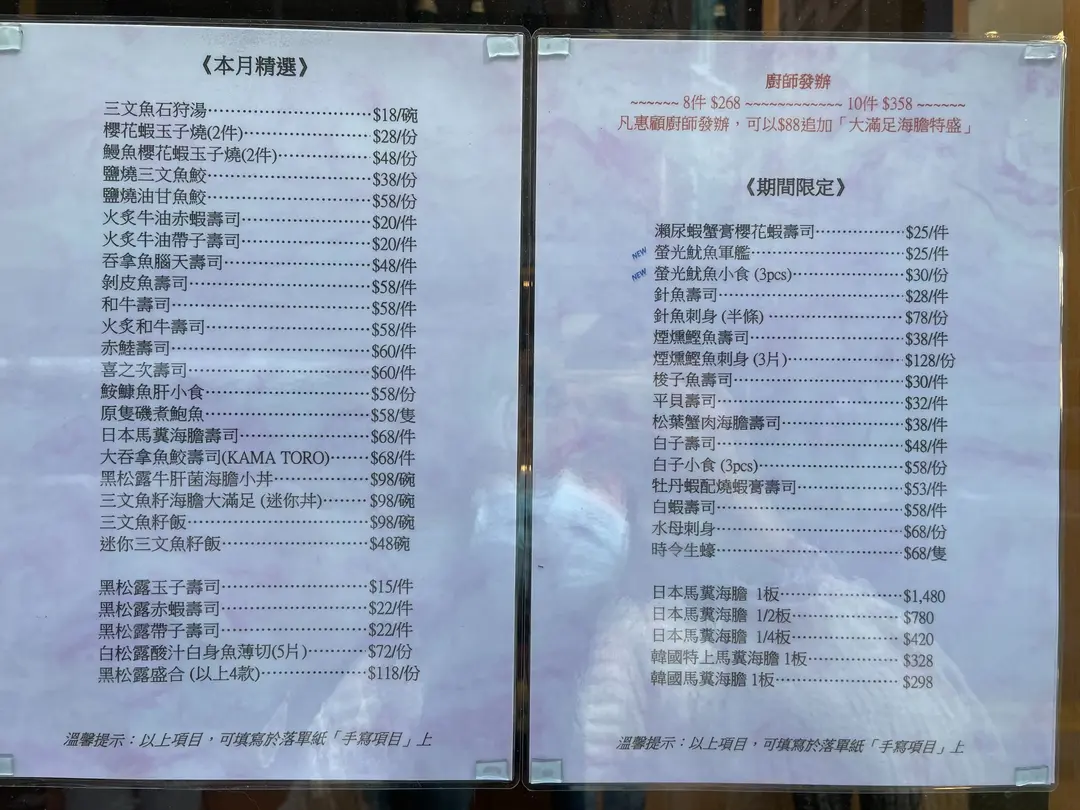 《本月精選》
三文魚石狩湯 $18/碗
櫻花蝦玉子燒(2件) $28/份
鰻魚櫻花蝦玉子燒(2件) $48/份
鹽燒三文魚鮫 $38/份
鹽燒油甘魚鮫 $58/份
火炙牛油赤蝦壽司 $20/件
火炙牛油帶子壽司 $20/件
吞拿魚腦天壽司 $48/件
剝皮魚壽司 $58/件
和牛壽司 $58/件
火炙和牛壽司 $58/件
赤鯥壽司 $60/件
喜之次壽司 $60/件
鮟鱇魚肝小食 $58/份
原隻磯煮鮑魚 $58/隻
日本馬糞海膽壽司 $68/件
大吞拿魚鮫壽司(KAMA TORO) $68/件
黑松露牛肝菌海膽小丼 $98/碗
三文魚籽海膽大滿足 (迷你丼) $98/碗
三文魚籽飯 $98/碗
迷你三文魚籽飯 $48碗
黑松露玉子壽司 $15/件
黑松露赤蝦壽司 $22/件
黑松露帶子壽司 $22/件
白松露酸汁白身魚薄切(5片) $72/份
黑松露盛合 (以上4款) $118/份
溫馨提示：以上項目，可填寫於落單紙「手寫項目」上
廚師發辦
~~~~~~ 8件 $268 ~~~~~~~~~~~~ 10件 $358 ~~~~~~
凡惠顧廚師發辦，可以$88追加「大滿足海膽特盛」
《期間限定》
瀨尿蝦蟹膏櫻花蝦壽司 $25/件
NEW 螢光魷魚軍艦 $25/件
NEW 螢光魷魚小食 (3pcs) $30/份
針魚壽司 $28/件
針魚刺身 (半條) $78/份
煙燻鰹魚壽司 $38/件
煙燻鰹魚刺身 (3片) $128/份
梭子魚壽司 $30/件
平貝壽司 $32/件
松葉蟹肉海膽壽司 $38/件
白子壽司 $48/件
白子小食 (3pcs) $58/份
牡丹蝦配燒蝦膏壽司 $53/件
白蝦壽司 $58/件
水母刺身 $68/份
時令生蠔 $68/隻
日本馬糞海膽 1板 $1,480
日本馬糞海膽 1/2板 $780
日本馬糞海膽 1/4板 $420
韓國特上馬糞海膽 1板 $328
韓國馬糞海膽 1板 $298
溫馨提示：以上項目，可填寫於落單紙「手寫項目」上